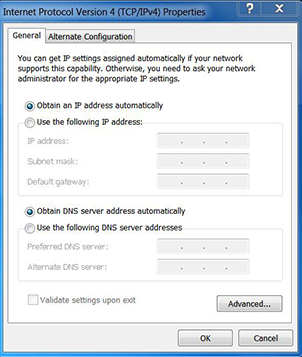 Internet Protocol Version 4 (TCP/IPv4) Properties
General Alternate Configuration
You can get IP settings assigned automatically if your network
supports this capability. Otherwise, you need to ask your network
administrator for the appropriate IP settings.
Obtain an IP address automatically
Use the following IP address:
IP address:
Subnet mask:
Default gateway:
Obtain DNS server address automatically
Use the following DNS server addresses
Preferred DNS server:
Alternate DNS server:
Validate settings upon exit
Advanced...
OK Cancel